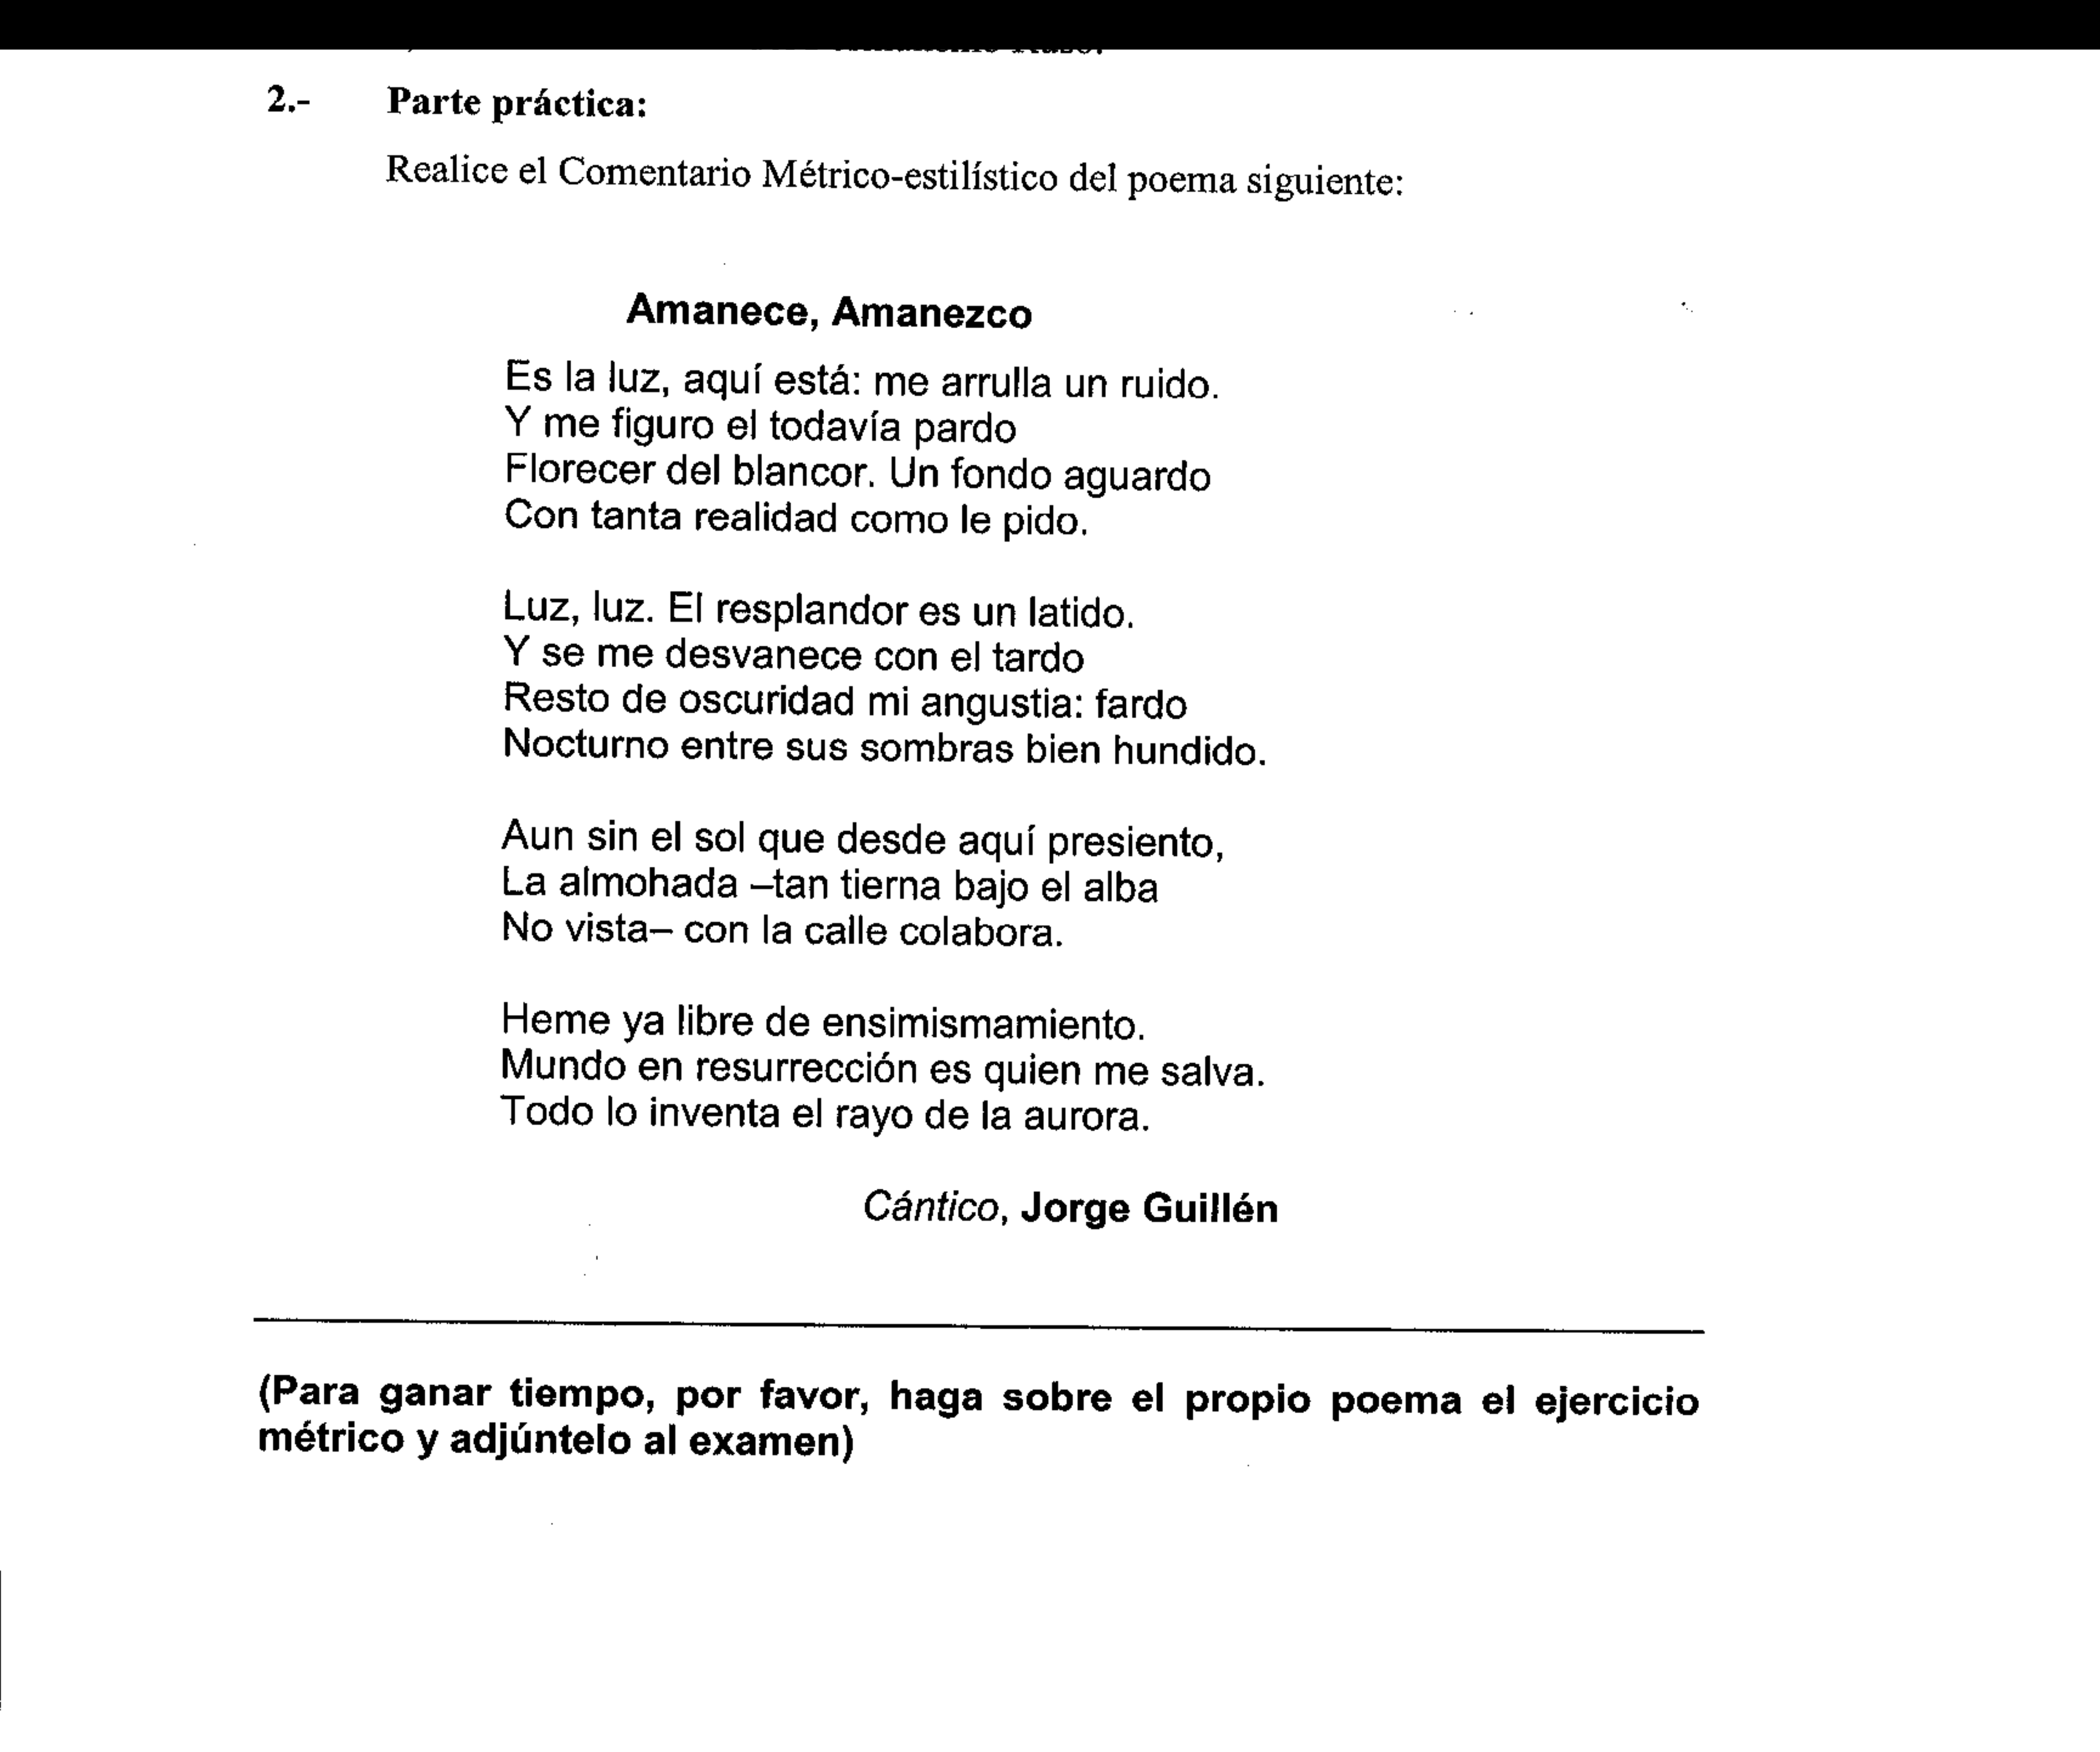 2.- Parte práctica:
Realice el Comentario Métrico-estilístico del poema siguiente:
Amanece, Amanezco
Es la luz, aquí está: me arrulla un ruido.
Y me figuro el todavía pardo
Florecer del blancor. Un fondo aguardo
Con tanta realidad como le pido.
Luz, luz. El resplandor es un latido.
Y se me desvanece con el tardo
Resto de oscuridad mi angustia: fardo
Nocturno entre sus sombras bien hundido.
Aun sin el sol que desde aquí presiento,
La almohada –tan tierna bajo el alba
No vista– con la calle colabora.
Heme ya libre de ensimismamiento.
Mundo en resurrección es quien me salva.
Todo lo inventa el rayo de la aurora.
Cántico, Jorge Guillén
(Para ganar tiempo, por favor, haga sobre el propio poema el ejercicio
métrico y adjúntelo al examen)